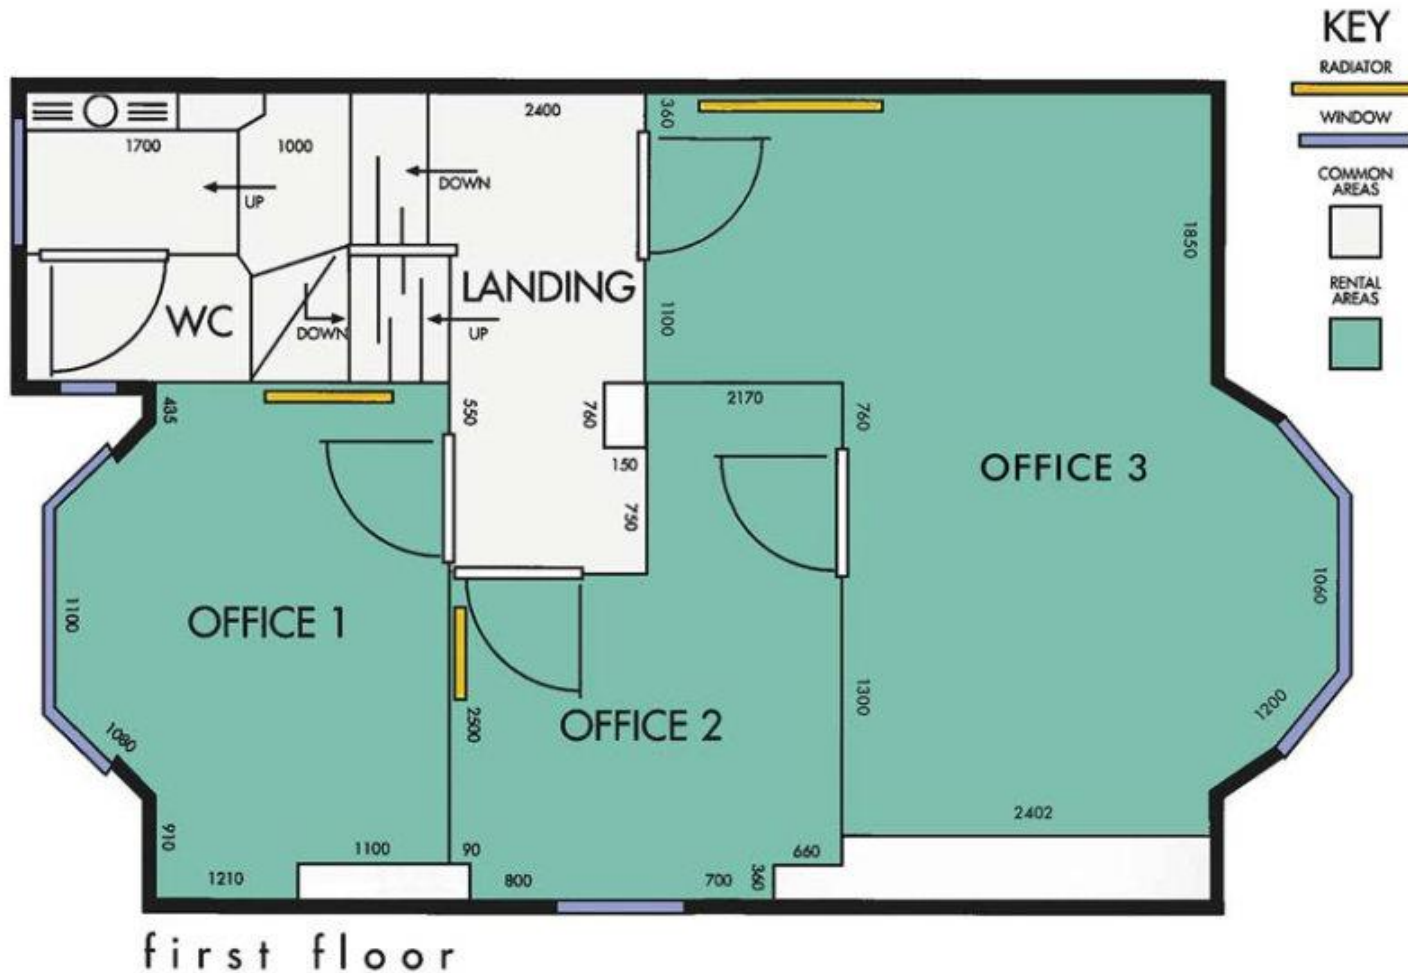 KEY
RADIATOR
WINDOW
COMMON
AREAS
RENTAL
AREAS
2400
360
1700
1000
DOWN
UP
1850
LANDING
WC
DOWN
UP
1100
435
550
760
2170
760
150
OFFICE 3
750
1100
OFFICE 1
1060
2500
OFFICE 2
1300
1200
1080
2402
910
1100
90
660
1210
800
700
360
first floor